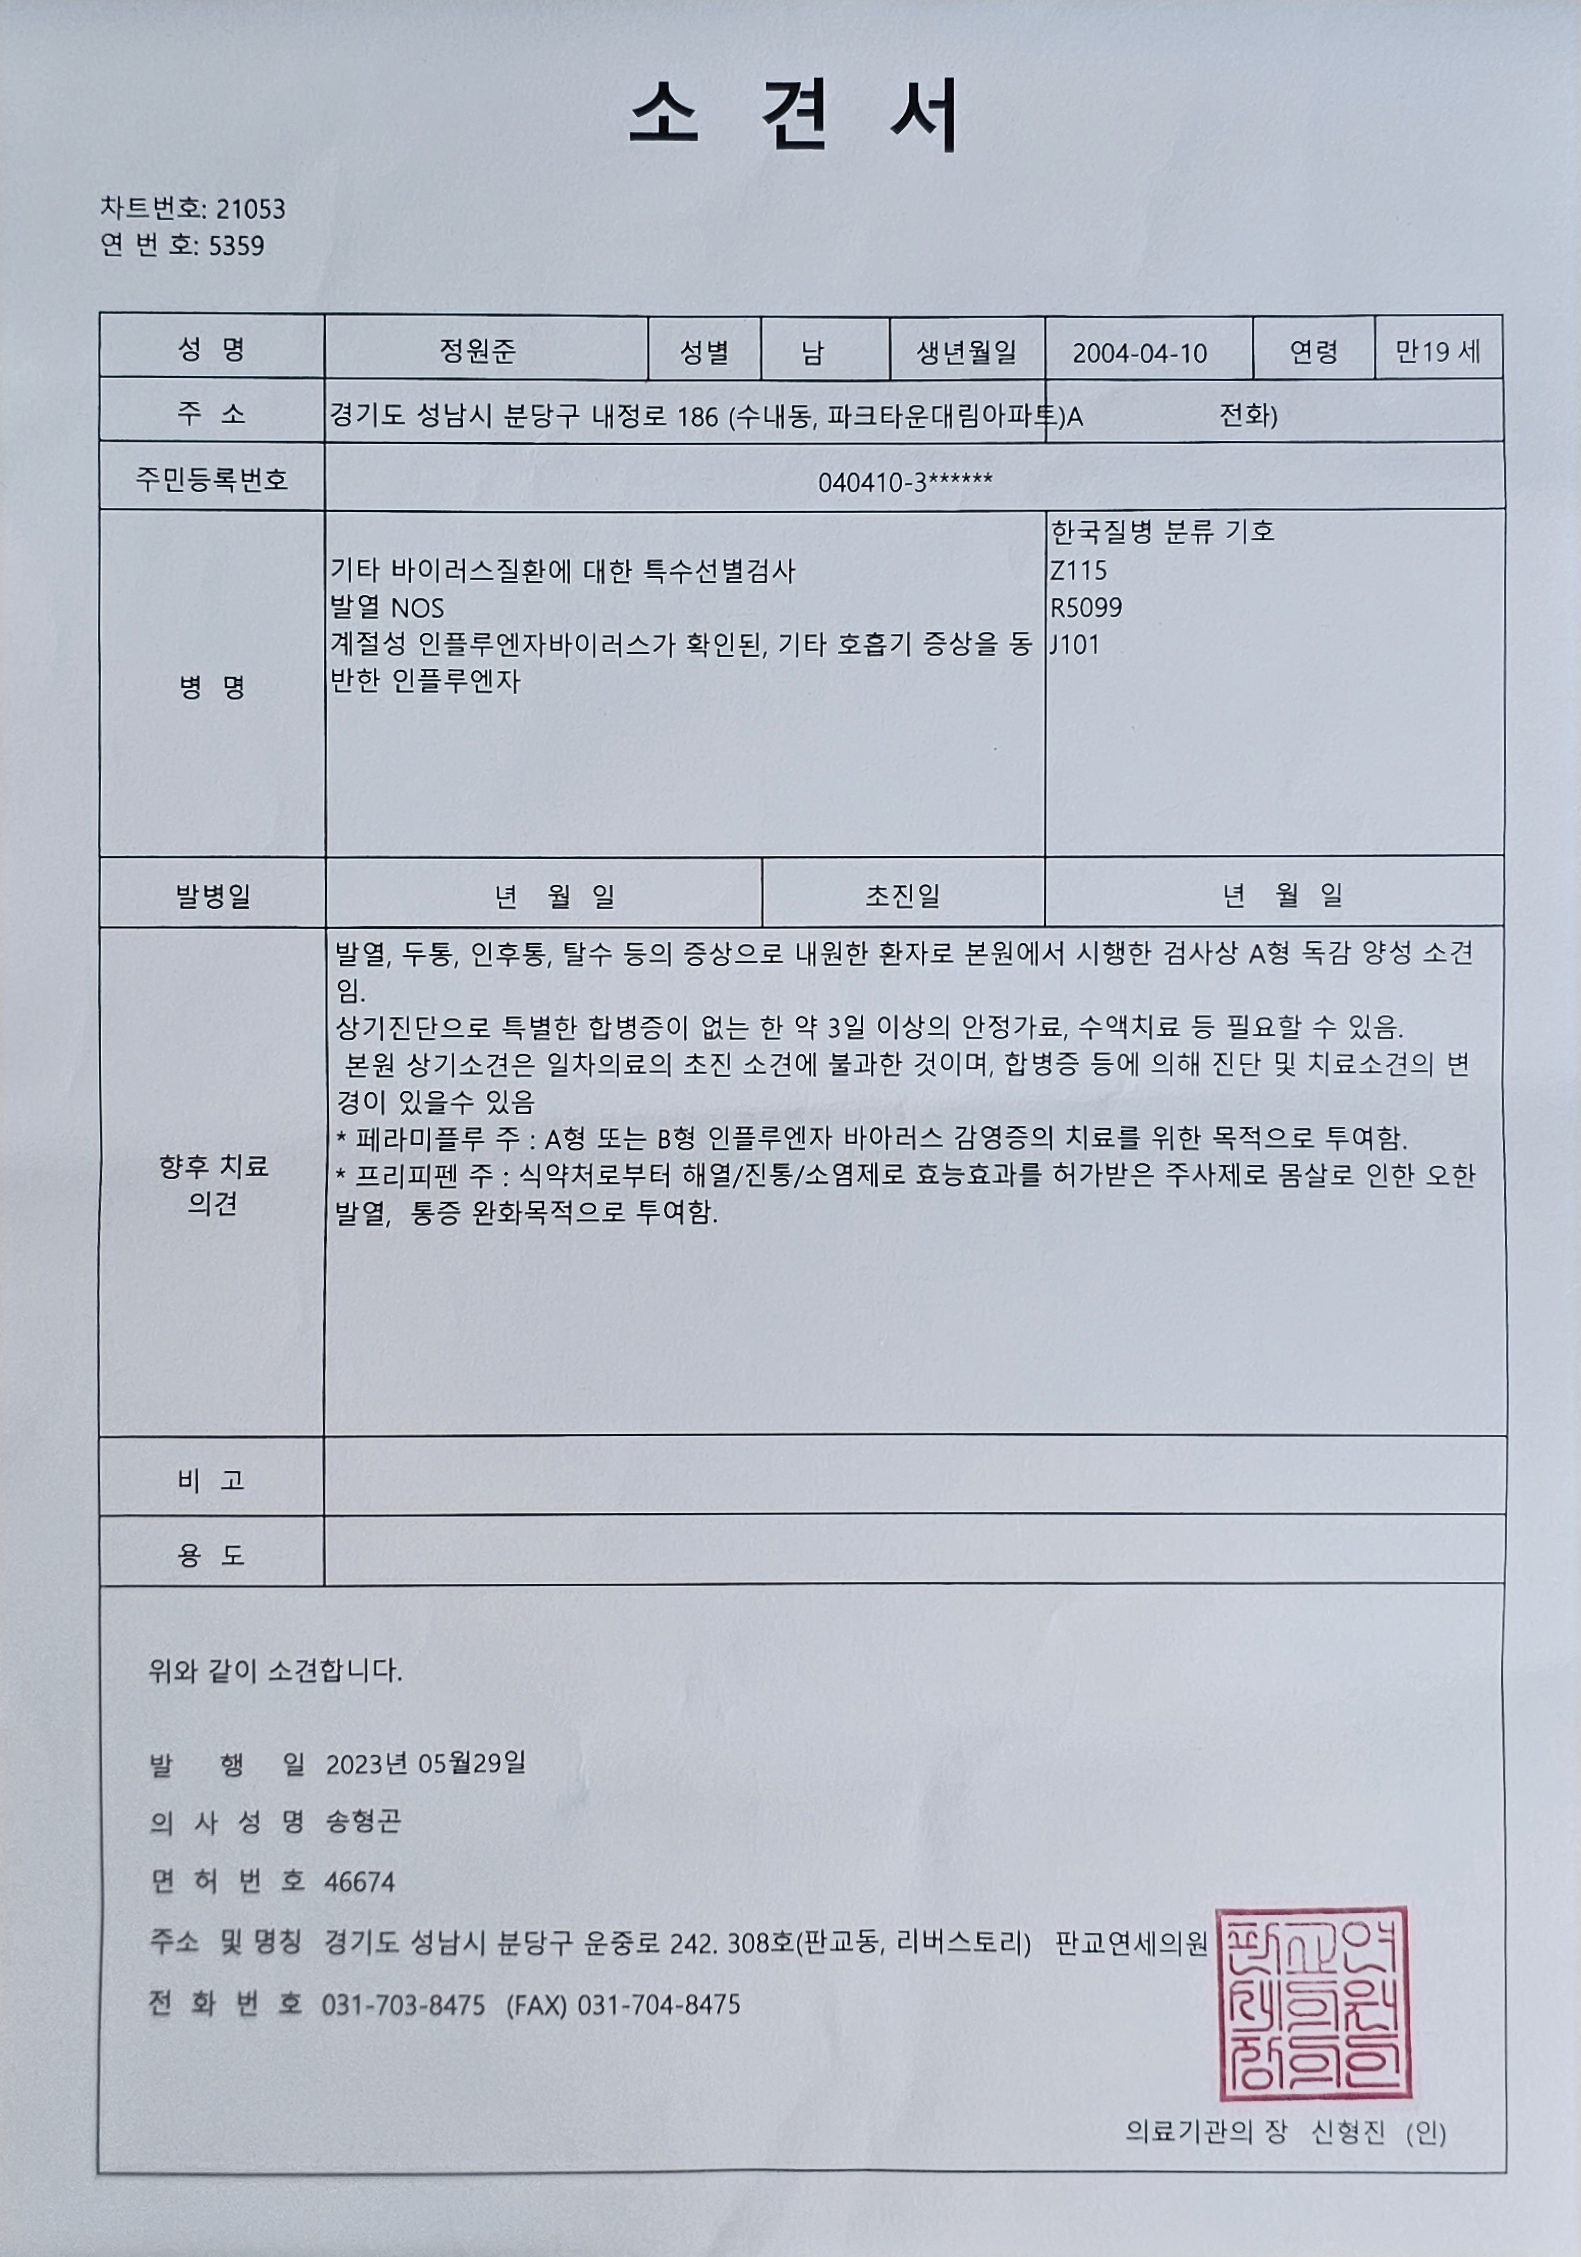 소 견 서
차트번호: 21053
연 번 호: 5359
성 명 정원준 성별 남 생년월일 2004-04-10 연령 만19 세
주 소 경기도 성남시 분당구 내정로 186 (수내동, 파크타운대림아파트)A 전화)
주민등록번호 040410-3******
병 명
한국질병 분류 기호
기타 바이러스질환에 대한 특수선별검사 Z115
발열 NOS R5099
계절성 인플루엔자바이러스가 확인된, 기타 호흡기 증상을 동 J101
반한 인플루엔자
발병일 년 월 일 초진일 년 월 일
향후 치료
의견
발열, 두통, 인후통, 탈수 등의 증상으로 내원한 환자로 본원에서 시행한 검사상 A형 독감 양성 소견
임.
상기진단으로 특별한 합병증이 없는 한 약 3일 이상의 안정가료, 수액치료 등 필요할 수 있음.
본원 상기소견은 일차의료의 초진 소견에 불과한 것이며, 합병증 등에 의해 진단 및 치료소견의 변
경이 있을수 있음
* 페라미플루 주 : A형 또는 B형 인플루엔자 바아러스 감영증의 치료를 위한 목적으로 투여함.
* 프리피펜 주 : 식약처로부터 해열/진통/소염제로 효능효과를 허가받은 주사제로 몸살로 인한 오한
발열, 통증 완화목적으로 투여함.
비 고
용 도
위와 같이 소견합니다.
발 행 일 2023년 05월29일
의 사 성 명 송형곤
면 허 번 호 46674
주소 및 명칭 경기도 성남시 분당구 운중로 242. 308호(판교동, 리버스토리) 판교연세의원
전 화 번 호 031-703-8475 (FAX) 031-704-8475
판교연
세의원
장의인
의료기관의 장 신형진 (인)